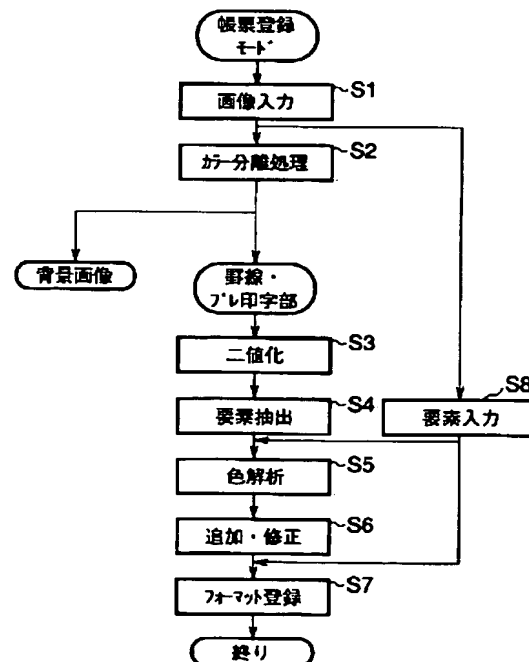 帳票登録
モード
画像入力
S1
カラー分離処理
S2
背景画像
罫線・
プレ印字部
二値化
S3
要素抽出
S4
要素入力
S8
色解析
S5
追加・修正
S6
フォーマット登録
S7
終り